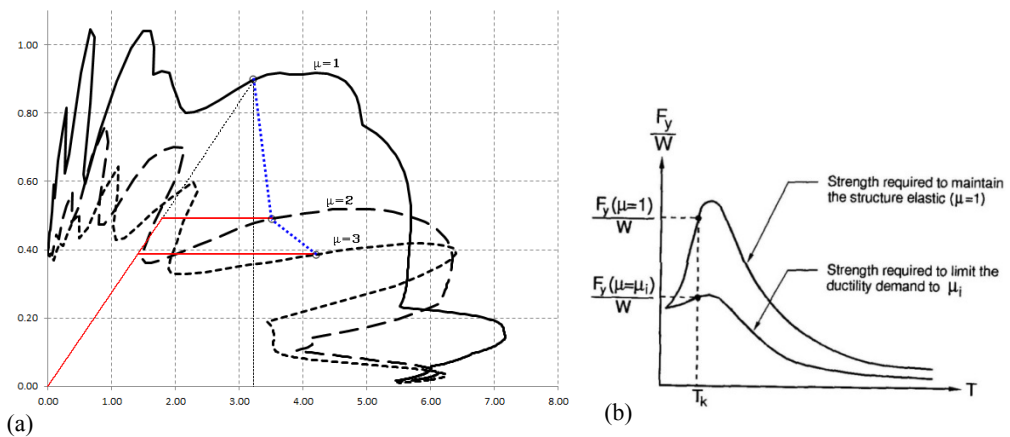 1.00
0.80
0.60
0.40
0.20
0.00
0.00 1.00 2.00 3.00 4.00 5.00 6.00 7.00 8.00
μ=1
μ=2
μ=3
(a)
F_y
W
F_y(μ=1)
W
F_y(μ=μ_i)
W
Strength required to maintain
the structure elastic (μ=1)
Strength required to limit the
ductility demand to μ_i
T_k
T
(b)